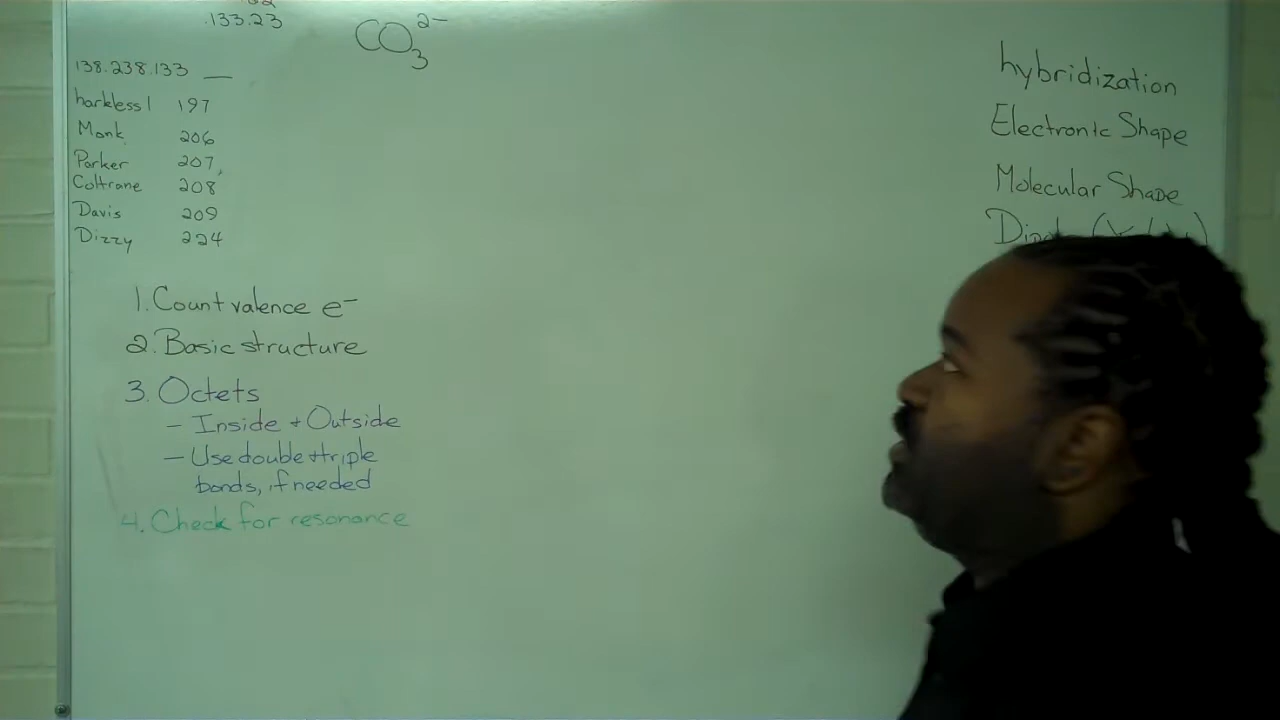 .133.23
CO3 2-
138.238.133 __
harkless1 197
Monk 206
Parker 207
Coltrane 208
Davis 209
Dizzy 224
1. Count valence e-
2. Basic structure
3. Octets
- Inside + Outside
- Use double + triple
bonds, if needed
4. Check for resonance
hybridization
Electronic Shape
Molecular Shape